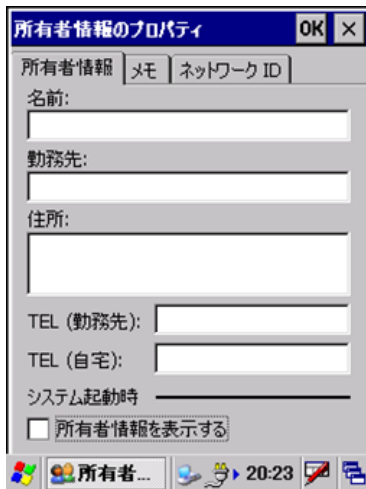 所有者情報のプロパティ OK ×
所有者情報 メモ ネットワーク ID
名前:
勤務先:
住所:
TEL (勤務先):
TEL (自宅):
システム起動時
所有者情報を表示する
所有者... 20:23